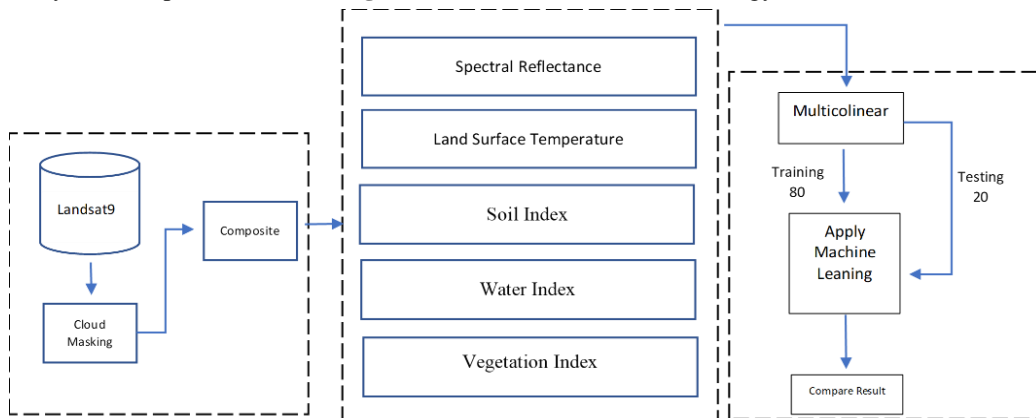 Landsat9
Cloud
Masking
Composite
Spectral Reflectance
Land Surface Temperature
Soil Index
Water Index
Vegetation Index
Multicolinear
Training
80
Testing
20
Apply
Machine
Leaning
Compare Result